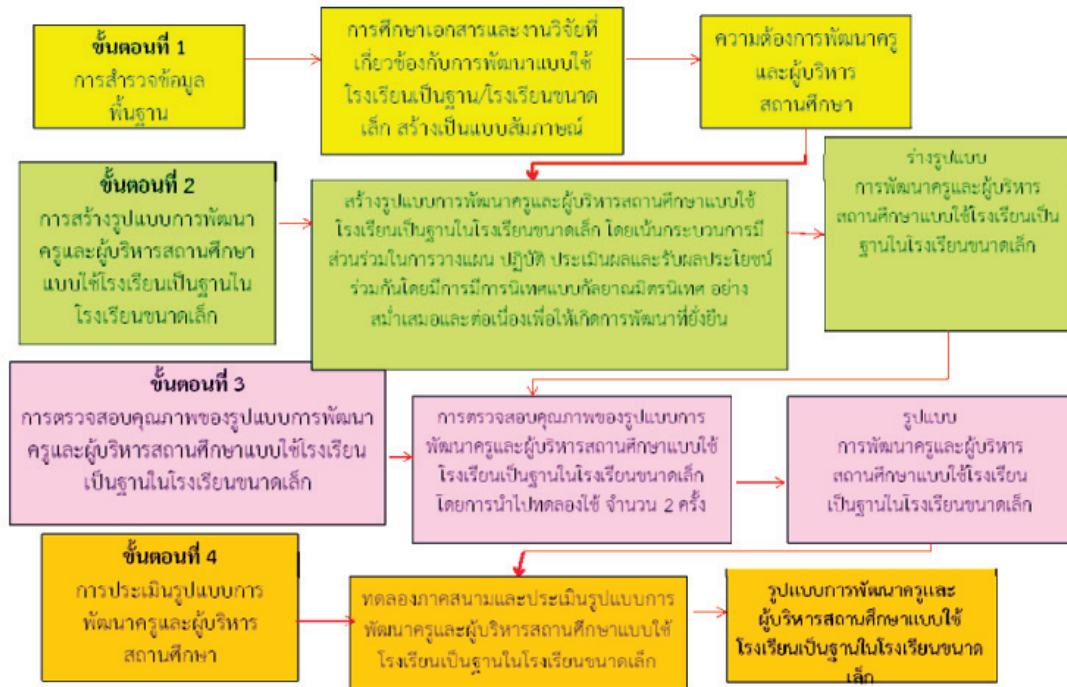 ขั้นตอนที่ 1
การสำรวจข้อมูล
พื้นฐาน
การศึกษาเอกสารและงานวิจัยที่
เกี่ยวข้องกับการพัฒนาแบบใช้
โรงเรียนเป็นฐาน/โรงเรียนขนาด
เล็ก สร้างเป็นแบบสัมภาษณ์
ความต้องการพัฒนาครู
และผู้บริหาร
สถานศึกษา
ขั้นตอนที่ 2
การสร้างรูปแบบการพัฒนา
ครูและผู้บริหารสถานศึกษา
แบบใช้โรงเรียนเป็นฐานใน
โรงเรียนขนาดเล็ก
สร้างรูปแบบการพัฒนาครูและผู้บริหารสถานศึกษาแบบใช้
โรงเรียนเป็นฐานในโรงเรียนขนาดเล็ก โดยเน้นกระบวนการมี
ส่วนร่วมในการวางแผน ปฏิบัติ ประเมินผลและรับผลประโยชน์
ร่วมกันโดยมีการมีการนิเทศแบบกัลยาณมิตรนิเทศ อย่าง
สม่ำเสมอและต่อเนื่องเพื่อให้เกิดการพัฒนาที่ยั่งยืน
ร่างรูปแบบ
การพัฒนาครูและผู้บริหาร
สถานศึกษาแบบใช้โรงเรียนเป็น
ฐานในโรงเรียนขนาดเล็ก
ขั้นตอนที่ 3
การตรวจสอบคุณภาพของรูปแบบการพัฒนา
ครูและผู้บริหารสถานศึกษาแบบใช้โรงเรียน
เป็นฐานในโรงเรียนขนาดเล็ก
การตรวจสอบคุณภาพของรูปแบบการ
พัฒนาครูและผู้บริหารสถานศึกษาแบบใช้
โรงเรียนเป็นฐานในโรงเรียนขนาดเล็ก
โดยการนำไปทดลองใช้ จำนวน 2 ครั้ง
รูปแบบ
การพัฒนาครูและผู้บริหาร
สถานศึกษาแบบใช้โรงเรียน
เป็นฐานในโรงเรียนขนาดเล็ก
ขั้นตอนที่ 4
การประเมินรูปแบบการ
พัฒนาครูและผู้บริหาร
สถานศึกษา
ทดลองภาคสนามและประเมินรูปแบบการ
พัฒนาครูและผู้บริหารสถานศึกษาแบบใช้
โรงเรียนเป็นฐานในโรงเรียนขนาดเล็ก
รูปแบบการพัฒนาครูและ
ผู้บริหารสถานศึกษาแบบใช้
โรงเรียนเป็นฐานในโรงเรียนขนาด
เล็ก